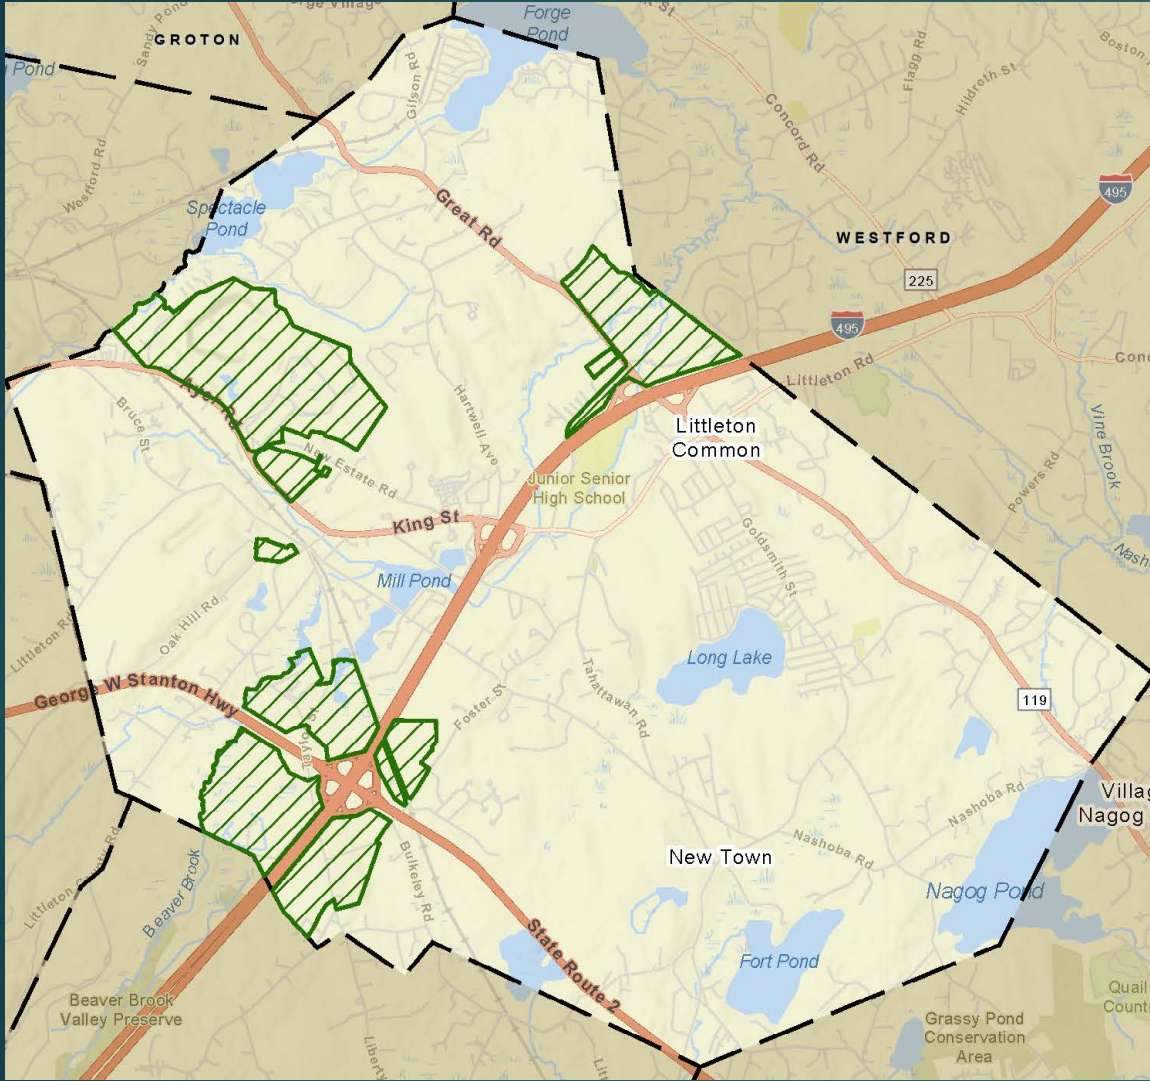 Forge
Pond
GROTON
Sandy Pond
Pond
Gilson Rd
Flagg Rd
Hildreth St
Boston
Concord Rd
Westford Rd
Spectacle
Pond
Great Rd
495
WESTFORD
225
495
Littleton Rd
Ayer Rd
Bruce St
Hartwell Ave
Littleton
Common
New Estate Rd
Junior Senior
High School
Vine Brook
Powers Rd
King St
Goldsmith St
Mill Pond
Oak Hill Rd
Littleton Rd
Long Lake
Tahattawan Rd
George W Stanton Hwy
Foster St
Taylor St
119
Nashoba Rd
Villag
Nagog
Nashoba Rd
New Town
Bulkeley Rd
Beaver Brook
Nagog Pond
State Route 2
Fort Pond
Beaver Brook
Valley Preserve
Quail
Count
Grassy Pond
Conservation
Area
Liberty